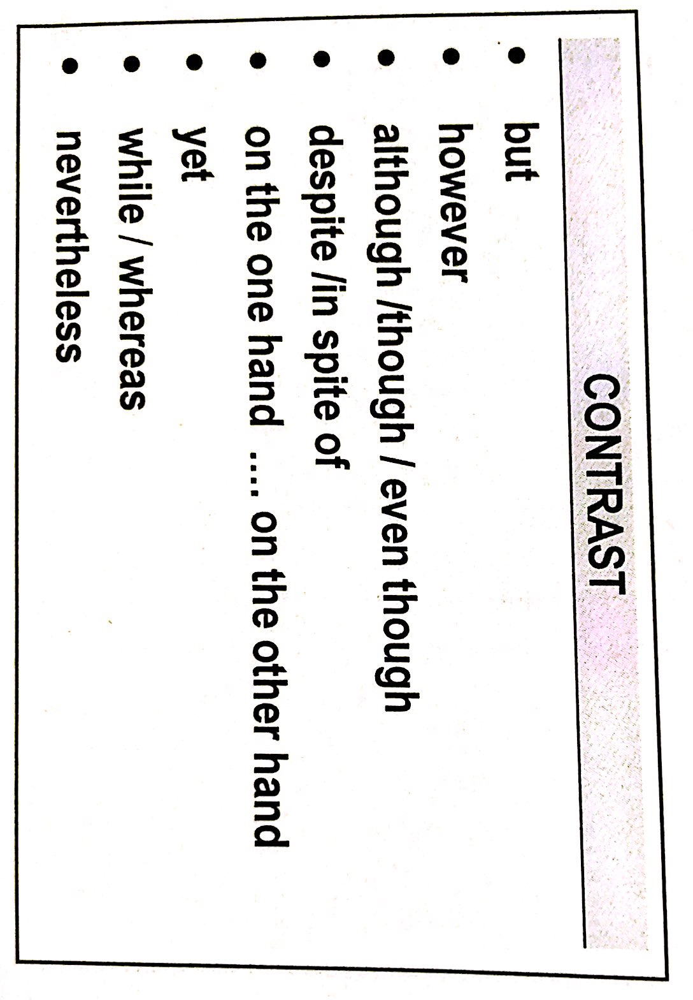 CONTRAST
• but
• however
• although /though / even though
• despite /in spite of
• on the one hand .... on the other hand
• yet
• while / whereas
• nevertheless